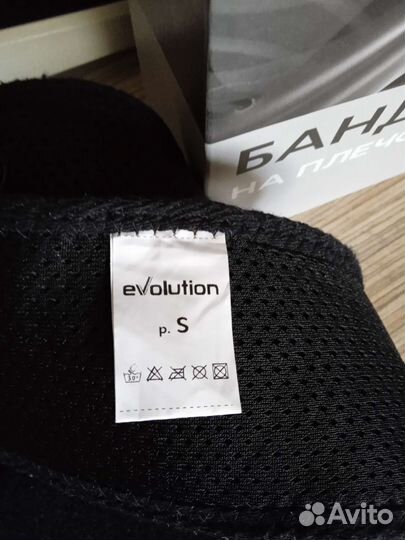 БАНД
НА ПЛЕЧО
evolution
р. S
30°
Avito